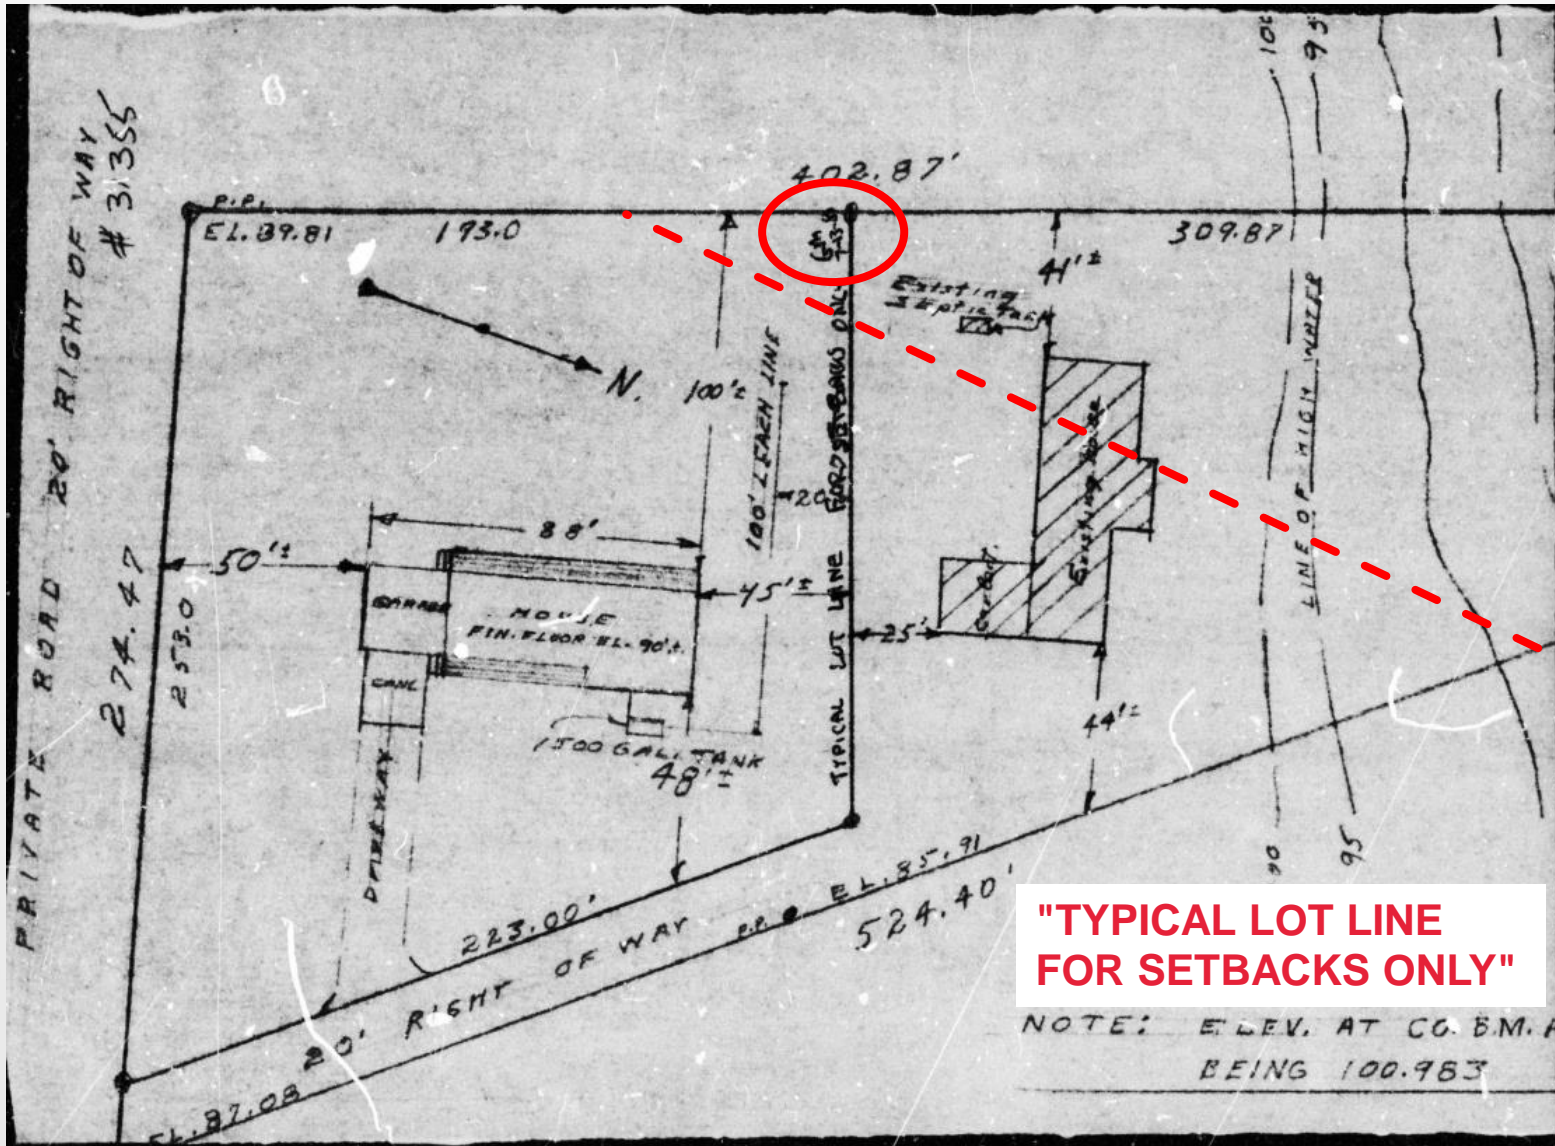 PRIVATE ROAD 20' RIGHT OF WAY
# 31355
274.47
253.0
402.87'
P.P.
EL. 89.81
193.0
309.87
41'±
Existing
Septic Tank
N.
100'±
100' LEACH LINE
20
TYPICAL LOT LINE FOR SETBACKS ONLY
88'
50'±
45'±
25'
GARAGE
HOUSE
FIN. FLOOR EL. 90'±
CONC
1500 GAL. TANK
48'±
44'±
DRIVEWAY
Existing House
100
95
LINE OF HIGH WATER
90
95
223.00'
20' RIGHT OF WAY
P.P.
EL. 85.91
524.40'
EL. 87.08
"TYPICAL LOT LINE
FOR SETBACKS ONLY"
NOTE: ELEV. AT CO. B.M.
BEING 100.983